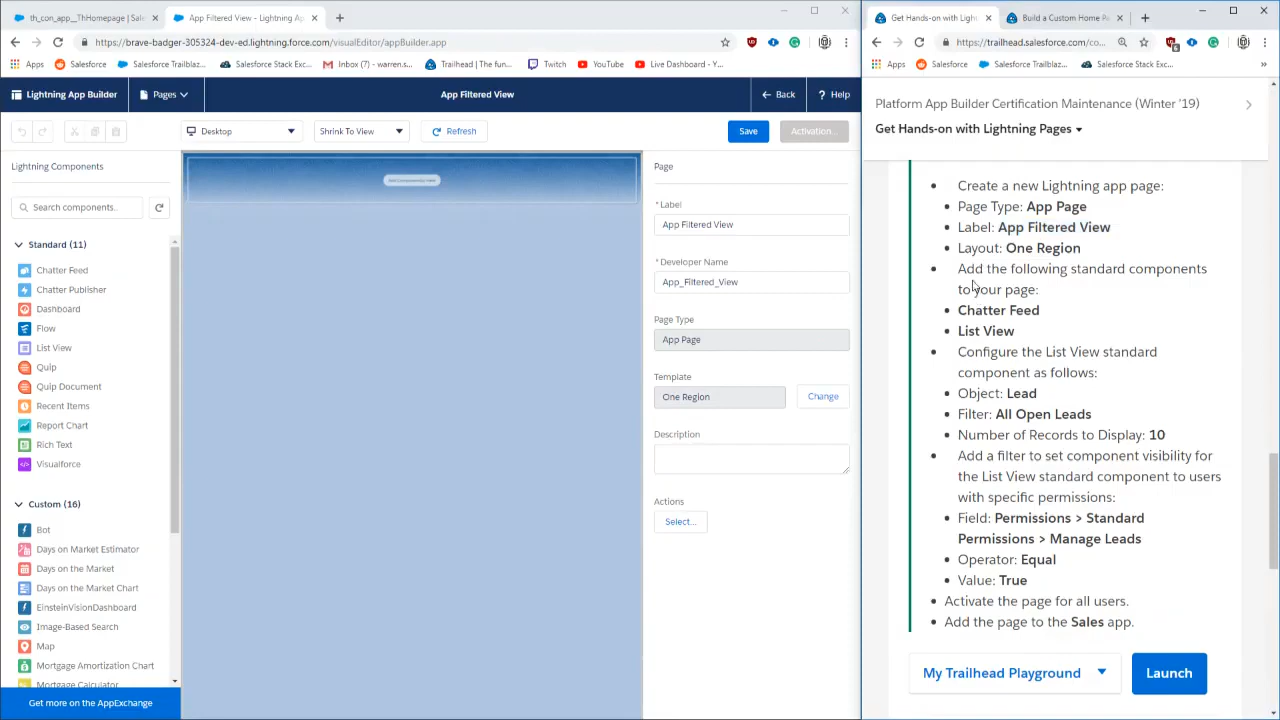 th_con_app__ThHomepage | Sales
App Filtered View - Lightning Ap
https://brave-badger-305324-dev-ed.lightning.force.com/visualEditor/appBuilder.app
Apps
Salesforce
Salesforce Trailblaz...
Salesforce Stack Exc...
Inbox (7) - warren.s...
Trailhead | The fun...
Twitch
YouTube
Live Dashboard - Y...
Lightning App Builder
Pages
App Filtered View
Back
? Help
Desktop
Shrink To View
Refresh
Save
Activation...
Lightning Components
Search components...
Standard (11)
Chatter Feed
Chatter Publisher
Dashboard
Flow
List View
Quip
Quip Document
Recent Items
Report Chart
Rich Text
Visualforce
Custom (16)
Bot
Days on Market Estimator
Days on the Market
Days on the Market Chart
EinsteinVisionDashboard
Image-Based Search
Map
Mortgage Amortization Chart
Mortgage Calculator
Get more on the AppExchange
Add Component(s) Here
Page
* Label
App Filtered View
* Developer Name
App_Filtered_View
Page Type
App Page
Template
One Region
Change
Description
Actions
Select...
Get Hands-on with Light
Build a Custom Home Pa
https://trailhead.salesforce.com/co...
Apps
Salesforce
Salesforce Trailblaz...
Salesforce Stack Exc...
Platform App Builder Certification Maintenance (Winter '19)
Get Hands-on with Lightning Pages
• Create a new Lightning app page:
• Page Type: App Page
• Label: App Filtered View
• Layout: One Region
• Add the following standard components
to your page:
• Chatter Feed
• List View
• Configure the List View standard
component as follows:
• Object: Lead
• Filter: All Open Leads
• Number of Records to Display: 10
• Add a filter to set component visibility for
the List View standard component to users
with specific permissions:
• Field: Permissions > Standard
Permissions > Manage Leads
• Operator: Equal
• Value: True
• Activate the page for all users.
• Add the page to the Sales app.
My Trailhead Playground
Launch